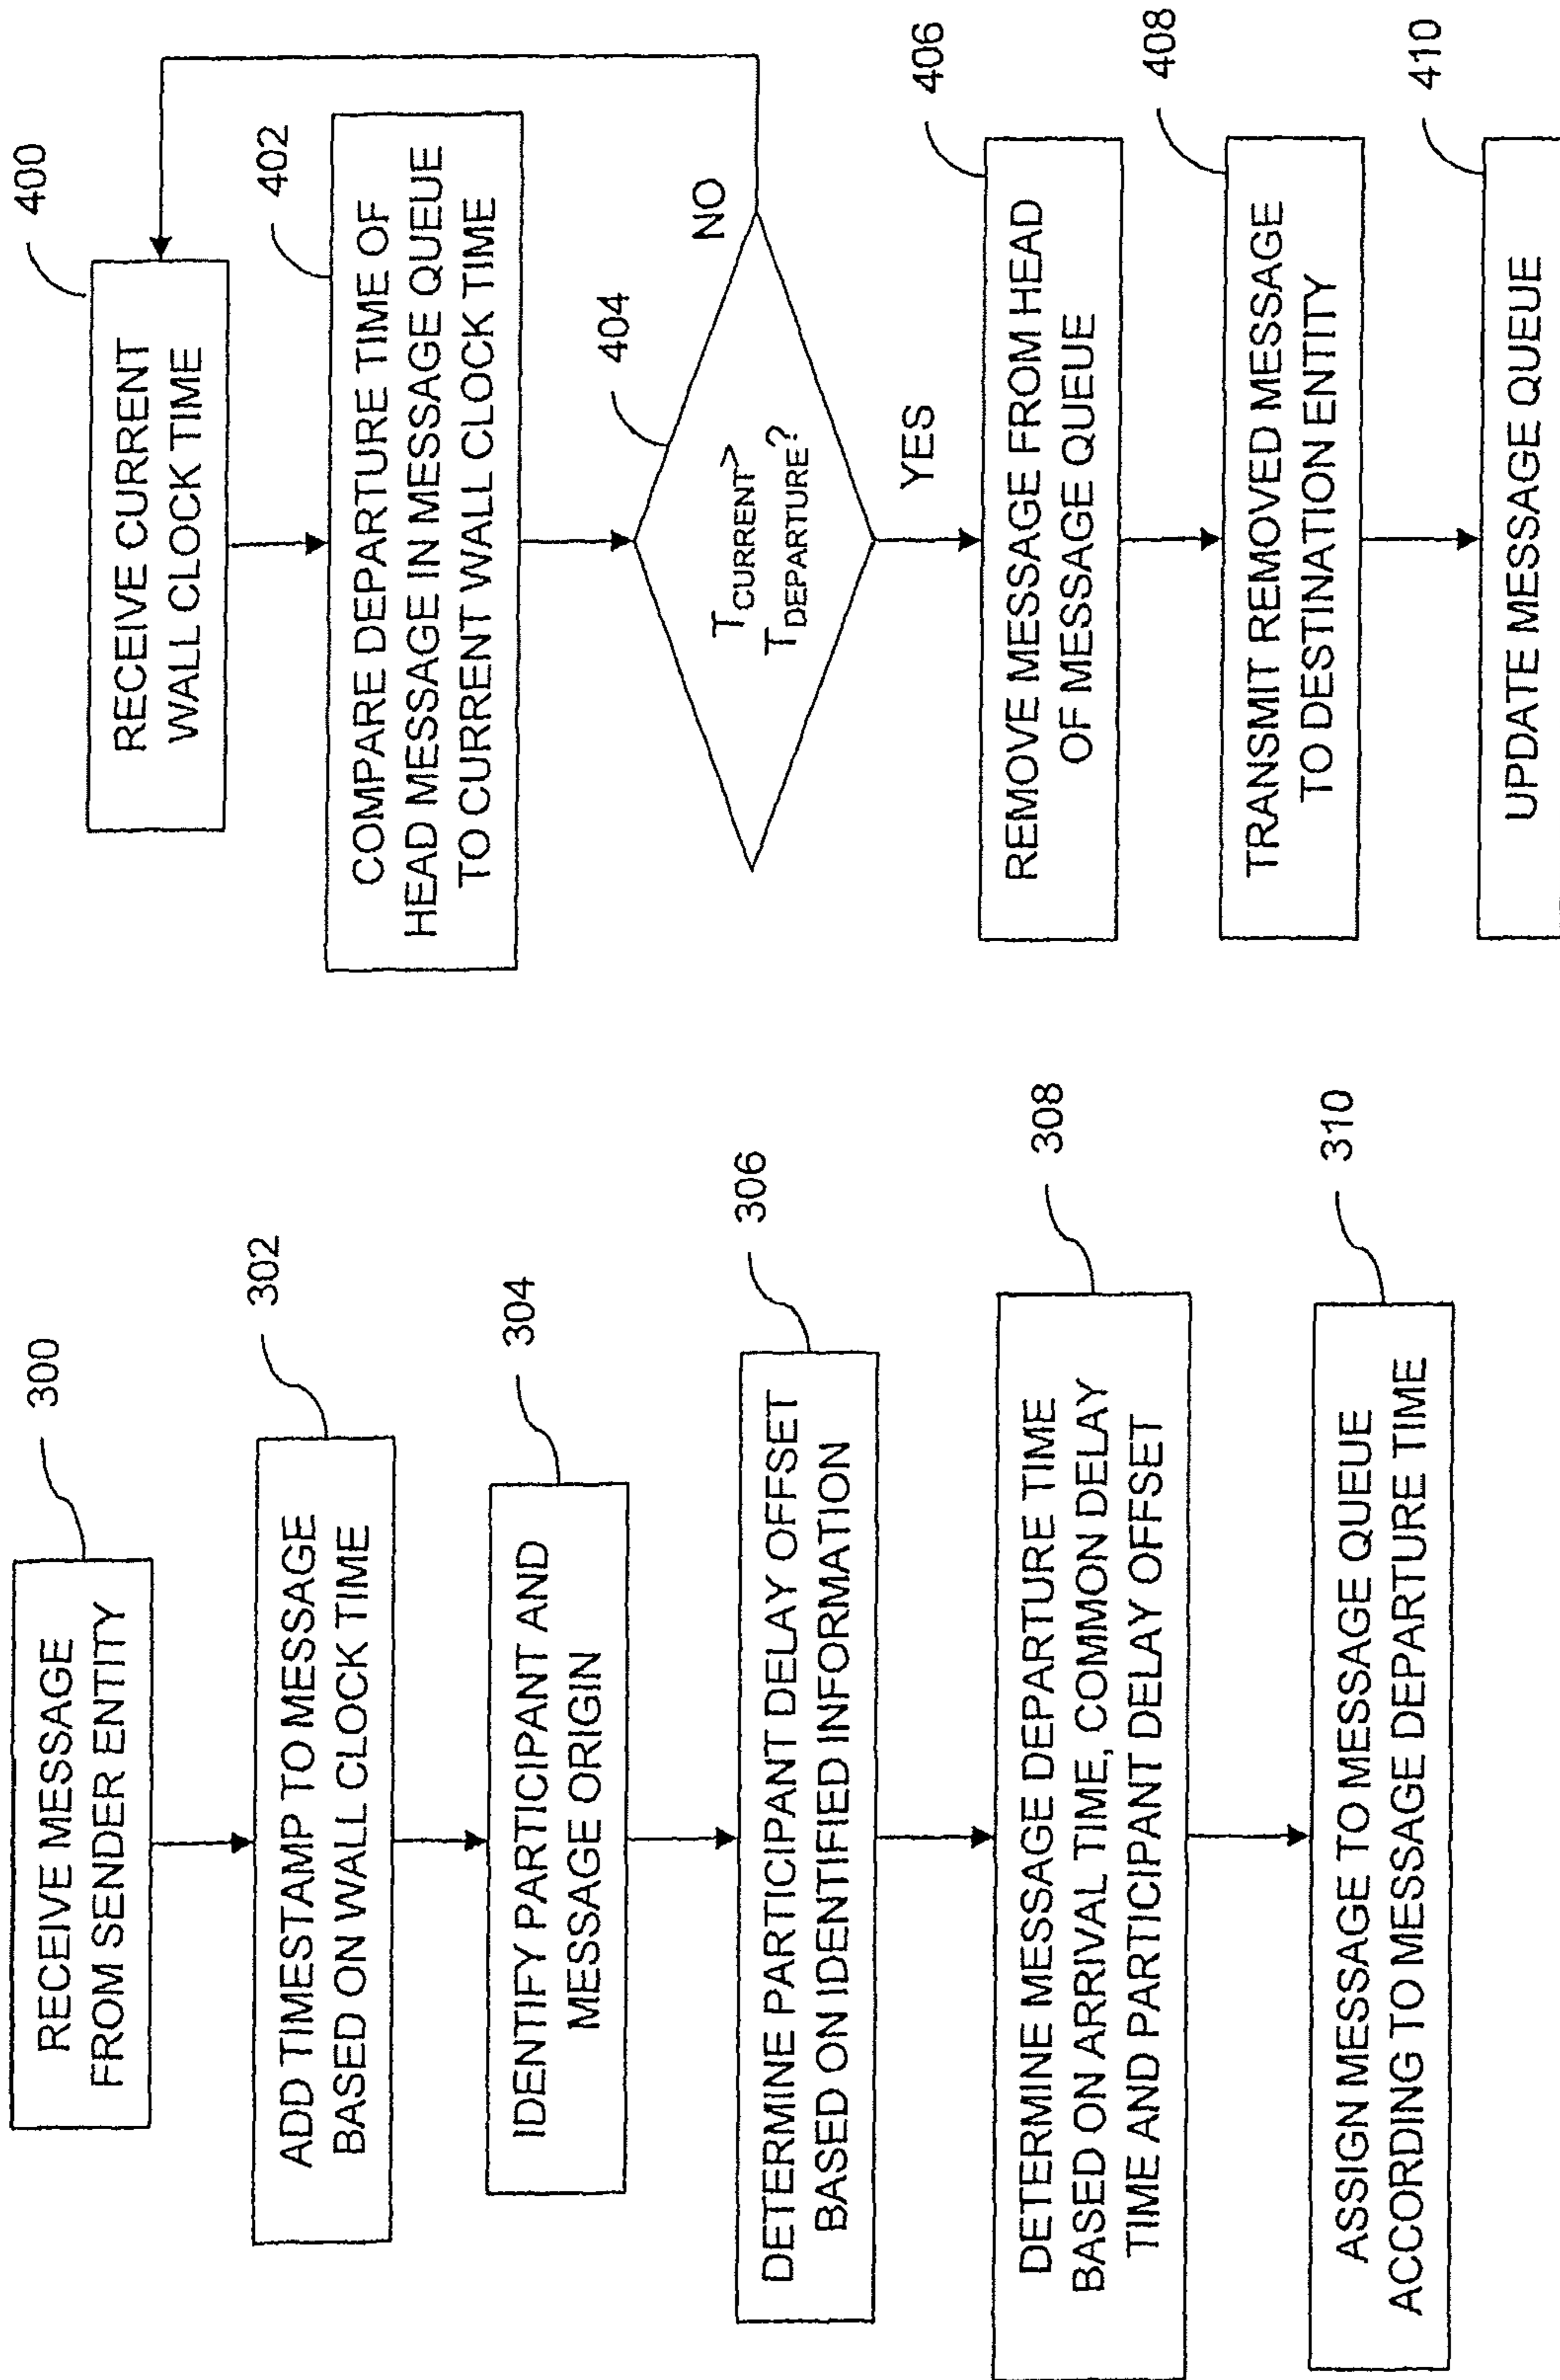 300
RECEIVE MESSAGE
FROM SENDER ENTITY
302
ADD TIMESTAMP TO MESSAGE
BASED ON WALL CLOCK TIME
304
IDENTIFY PARTICIPANT AND
MESSAGE ORIGIN
306
DETERMINE PARTICIPANT DELAY OFFSET
BASED ON IDENTIFIED INFORMATION
308
DETERMINE MESSAGE DEPARTURE TIME
BASED ON ARRIVAL TIME, COMMON DELAY
TIME AND PARTICIPANT DELAY OFFSET
310
ASSIGN MESSAGE TO MESSAGE QUEUE
ACCORDING TO MESSAGE DEPARTURE TIME
400
RECEIVE CURRENT
WALL CLOCK TIME
402
COMPARE DEPARTURE TIME OF
HEAD MESSAGE IN MESSAGE QUEUE
TO CURRENT WALL CLOCK TIME
404
NO
TCURRENT>
TDEPARTURE?
YES
406
REMOVE MESSAGE FROM HEAD
OF MESSAGE QUEUE
408
TRANSMIT REMOVED MESSAGE
TO DESTINATION ENTITY
410
UPDATE MESSAGE QUEUE